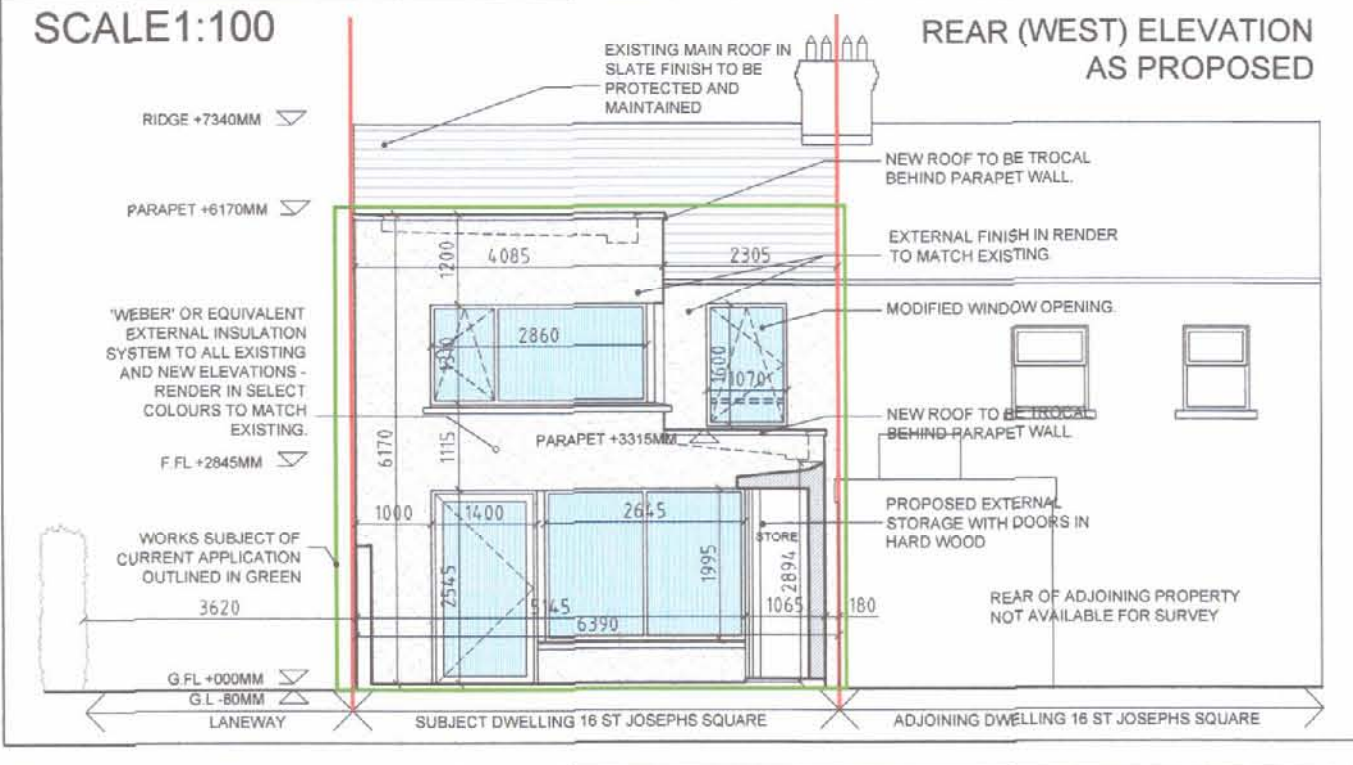 SCALE1:100
REAR (WEST) ELEVATION
AS PROPOSED
EXISTING MAIN ROOF IN
SLATE FINISH TO BE
PROTECTED AND
MAINTAINED
RIDGE +7340MM
NEW ROOF TO BE TROCAL
BEHIND PARAPET WALL.
PARAPET +6170MM
EXTERNAL FINISH IN RENDER
TO MATCH EXISTING
1200
4085
2305
'WEBER' OR EQUIVALENT
EXTERNAL INSULATION
SYSTEM TO ALL EXISTING
AND NEW ELEVATIONS -
RENDER IN SELECT
COLOURS TO MATCH
EXISTING.
MODIFIED WINDOW OPENING.
2860
1600
1070
NEW ROOF TO BE TROCAL
BEHIND PARAPET WALL
PARAPET +3315MM
6170
1115
F.FL +2845MM
PROPOSED EXTERNAL
STORAGE WITH DOORS IN
HARD WOOD
1000
1400
2645
STORE
1995
2894
2545
WORKS SUBJECT OF
CURRENT APPLICATION
OUTLINED IN GREEN
3620
5145
1065
180
6390
REAR OF ADJOINING PROPERTY
NOT AVAILABLE FOR SURVEY
G.FL +000MM
G.L -80MM
LANEWAY
SUBJECT DWELLING 16 ST JOSEPHS SQUARE
ADJOINING DWELLING 16 ST JOSEPHS SQUARE